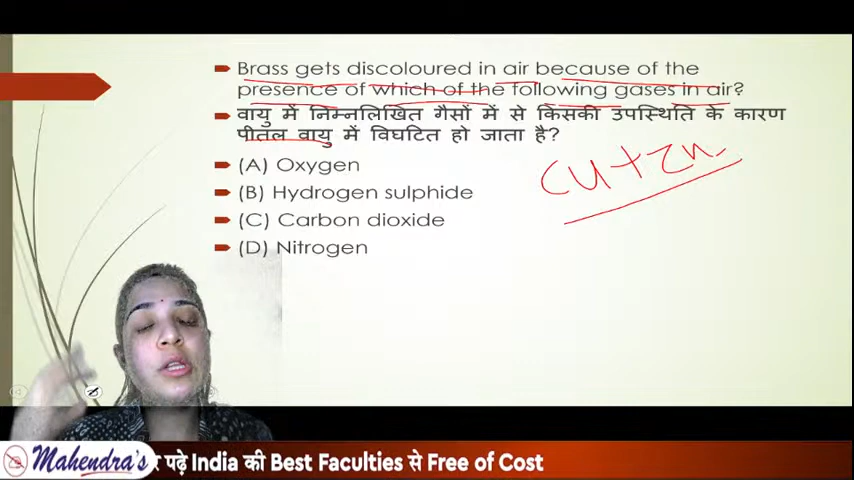 Brass gets discoloured in air because of the
presence of which of the following gases in air?
वायु में निम्नलिखित गैसों में से किसकी उपस्थिति के कारण
पीतल वायु में विघटित हो जाता है?
(A) Oxygen
(B) Hydrogen sulphide
(C) Carbon dioxide
(D) Nitrogen
Cu+Zn
Mahendra's
र पढ़े India की Best Faculties से Free of Cost